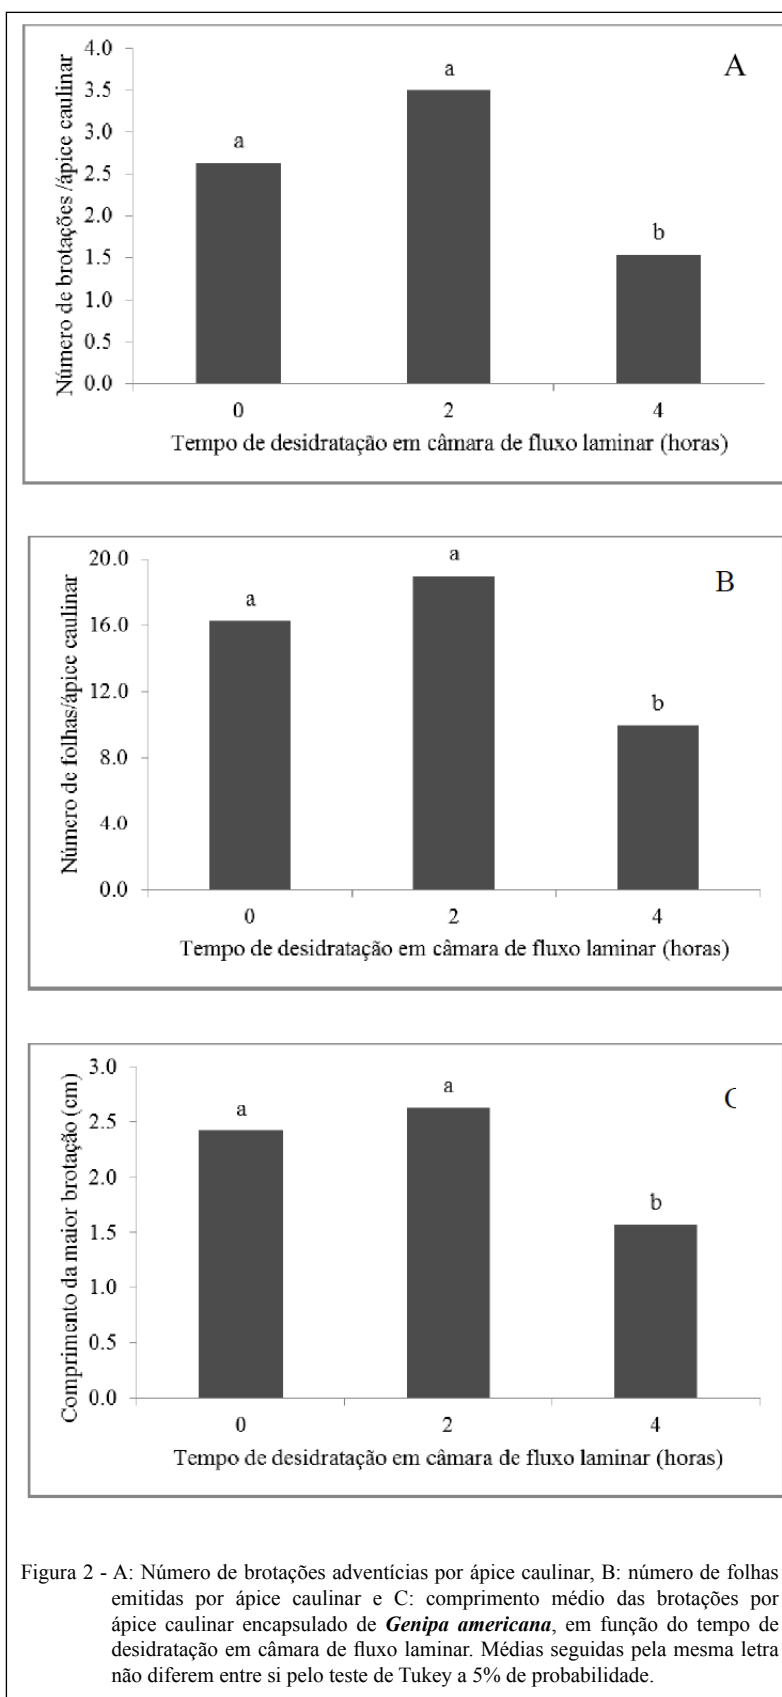 A
Número de brotações /ápice caulinar
4.0
3.5
3.0
2.5
2.0
1.5
1.0
0.5
0.0
a
a
b
0
2
4
Tempo de desidratação em câmara de fluxo laminar (horas)
B
Número de folhas/ápice caulinar
20.0
16.0
12.0
8.0
4.0
0.0
a
a
b
0
2
4
Tempo de desidratação em câmara de fluxo laminar (horas)
C
Comprimento da maior brotação (cm)
3.0
2.5
2.0
1.5
1.0
0.5
0.0
a
a
b
0
2
4
Tempo de desidratação em câmara de fluxo laminar (horas)
Figura 2 - A: Número de brotações adventícias por ápice caulinar, B: número de folhas
emitidas por ápice caulinar e C: comprimento médio das brotações por
ápice caulinar encapsulado de Genipa americana, em função do tempo de
desidratação em câmara de fluxo laminar. Médias seguidas pela mesma letra
não diferem entre si pelo teste de Tukey a 5% de probabilidade.